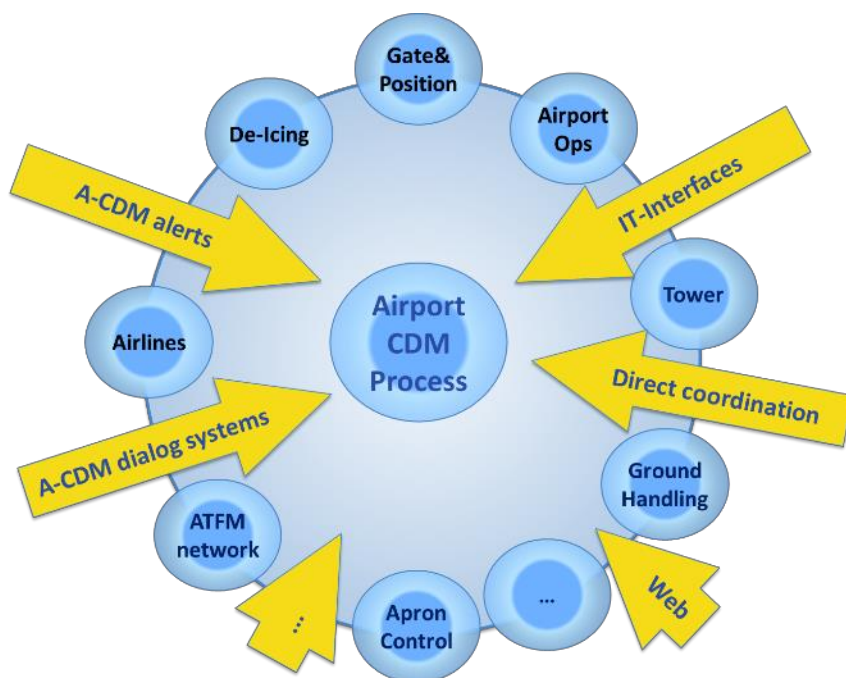 Gate&
Position
De-Icing
Airport
Ops
A-CDM alerts
IT-Interfaces
Tower
Airport
CDM
Process
Airlines
Direct coordination
A-CDM dialog systems
Ground
Handling
ATFM
network
...
Apron
Control
...
Web